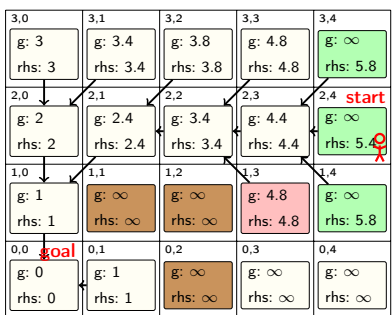 3,0 3,1 3,2 3,3 3,4
g: 3 g: 3.4 g: 3.8 g: 4.8 g: ∞
rhs: 3 rhs: 3.4 rhs: 3.8 rhs: 4.8 rhs: 5.8
2,0 2,1 2,2 2,3 2,4 start
g: 2 g: 2.4 g: 3.4 g: 4.4 g: ∞
rhs: 2 rhs: 2.4 rhs: 3.4 rhs: 4.4 rhs: 5.4
1,0 1,1 1,2 1,3 1,4
g: 1 g: ∞ g: ∞ g: 4.8 g: ∞
rhs: 1 rhs: ∞ rhs: ∞ rhs: 4.8 rhs: 5.8
0,0 goal 0,1 0,2 0,3 0,4
g: 0 g: 1 g: ∞ g: ∞ g: ∞
rhs: 0 rhs: 1 rhs: ∞ rhs: ∞ rhs: ∞